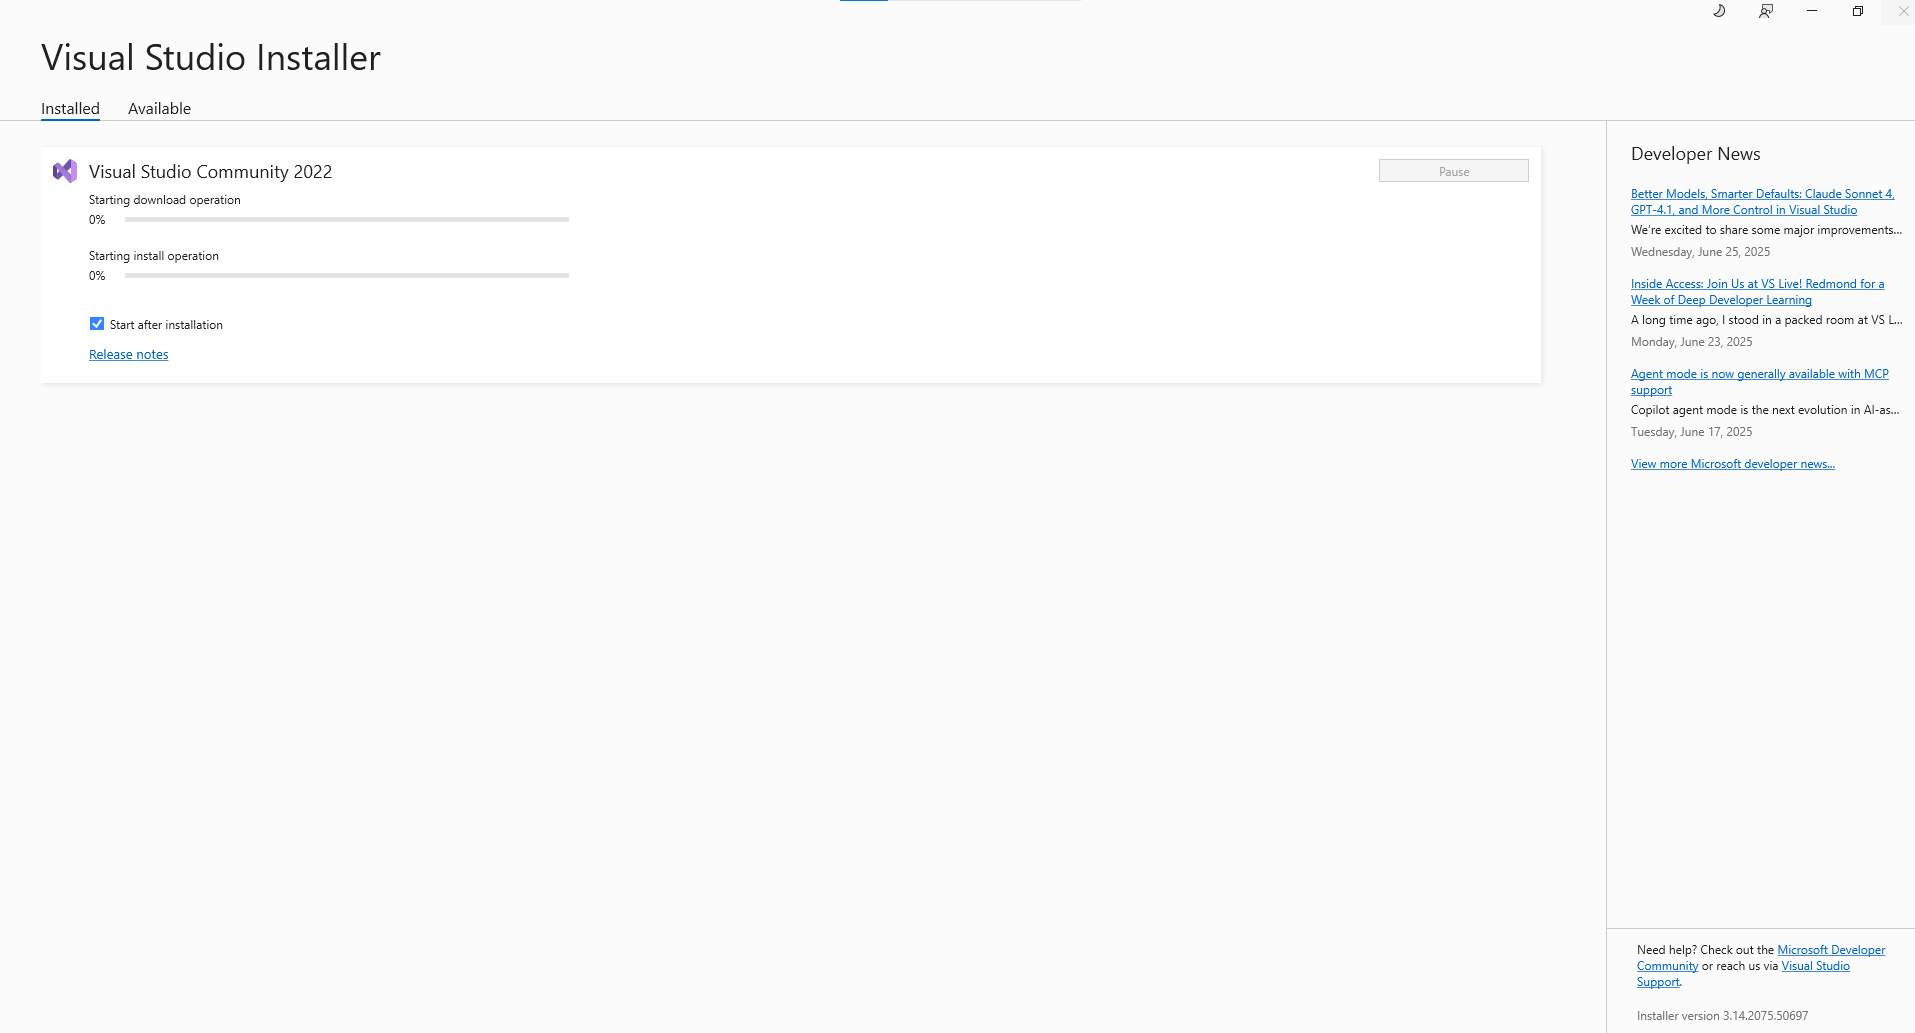 Visual Studio Installer
Installed
Available
Visual Studio Community 2022
Pause
Starting download operation
0%
Starting install operation
0%
Start after installation
Release notes
Developer News
Better Models, Smarter Defaults: Claude Sonnet 4,
GPT-4.1, and More Control in Visual Studio
We're excited to share some major improvements...
Wednesday, June 25, 2025
Inside Access: Join Us at VS Live! Redmond for a
Week of Deep Developer Learning
A long time ago, I stood in a packed room at VS L...
Monday, June 23, 2025
Agent mode is now generally available with MCP
support
Copilot agent mode is the next evolution in AI-as...
Tuesday, June 17, 2025
View more Microsoft developer news...
Need help? Check out the Microsoft Developer
Community or reach us via Visual Studio
Support.
Installer version 3.14.2075.50697